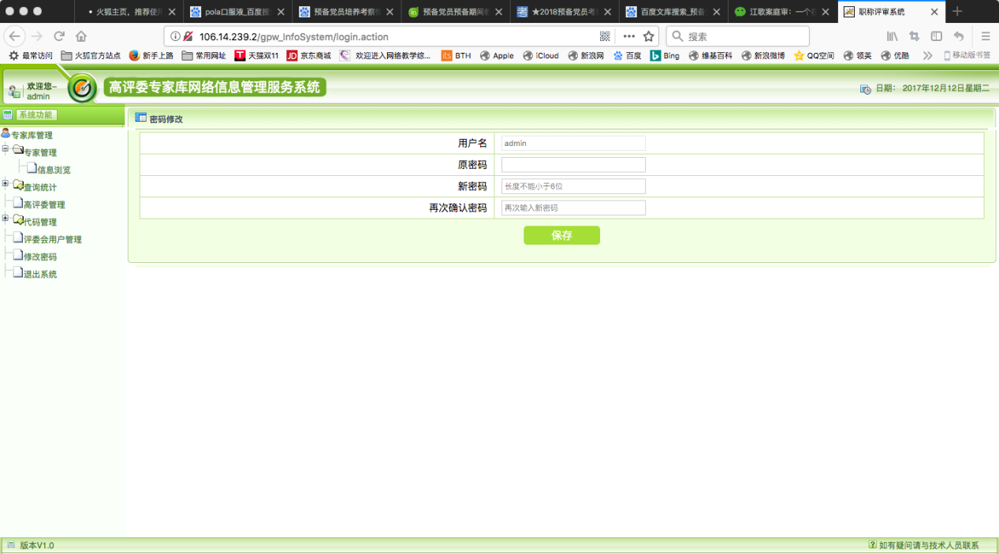 • 火狐主页，推荐使用
pola口服液_百度搜
预备党员培养考察
预备党员预备期间
★2018预备党员考
百度文库搜索_预备
江歌案庭审：一个
职称评审系统
106.14.239.2/gpw_InfoSystem/login.action
搜索
最常访问 火狐官方站点 新手上路 常用网址 天猫双11 京东商城 欢迎进入网络教学综... BTH Apple iCloud 新浪网 百度 Bing 维基百科 新浪微博 QQ空间 领英 优酷 移动版书签
欢迎您–
admin
高评委专家库网络信息管理服务系统
日期： 2017年12月12日星期二
系统功能
专家库管理
专家管理
信息浏览
查询统计
高评委管理
代码管理
评委会用户管理
修改密码
退出系统
密码修改
用户名 admin
原密码
新密码 长度不能小于6位
再次确认密码 再次输入新密码
保存
版本V1.0
如有疑问请与技术人员联系